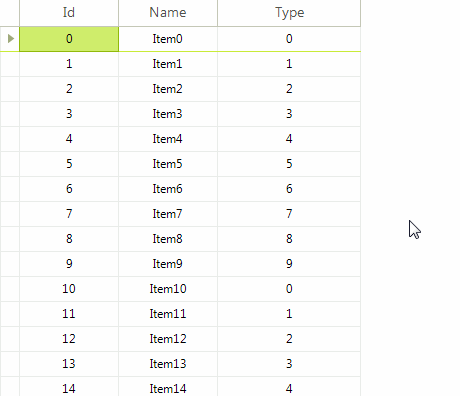 Id Name Type
0 Item0 0
1 Item1 1
2 Item2 2
3 Item3 3
4 Item4 4
5 Item5 5
6 Item6 6
7 Item7 7
8 Item8 8
9 Item9 9
10 Item10 0
11 Item11 1
12 Item12 2
13 Item13 3
14 Item14 4